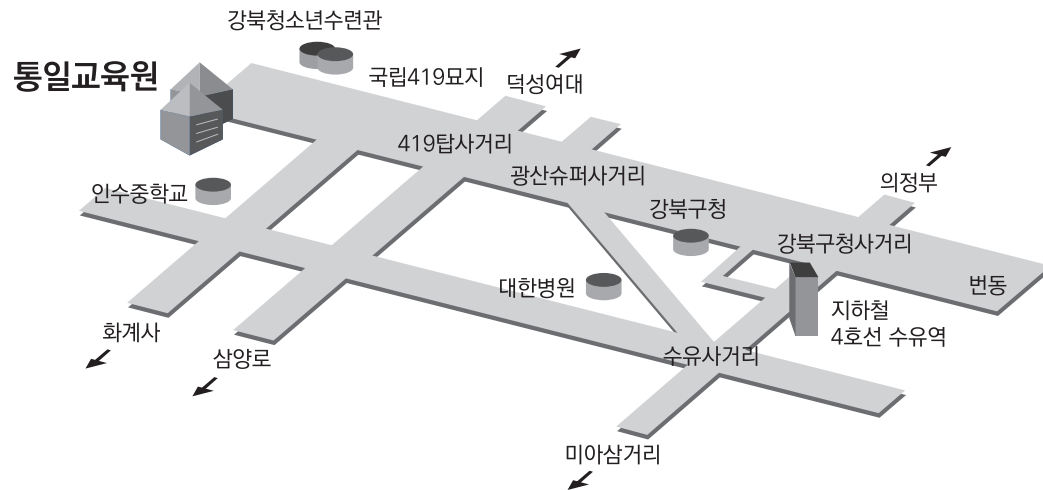 강북청소년수련관
통일교육원
국립419묘지
덕성여대
419탑사거리
광산슈퍼사거리
인수중학교
의정부
강북구청
강북구청사거리
대한병원
번동
지하철
4호선 수유역
화계사
삼양로
수유사거리
미아삼거리